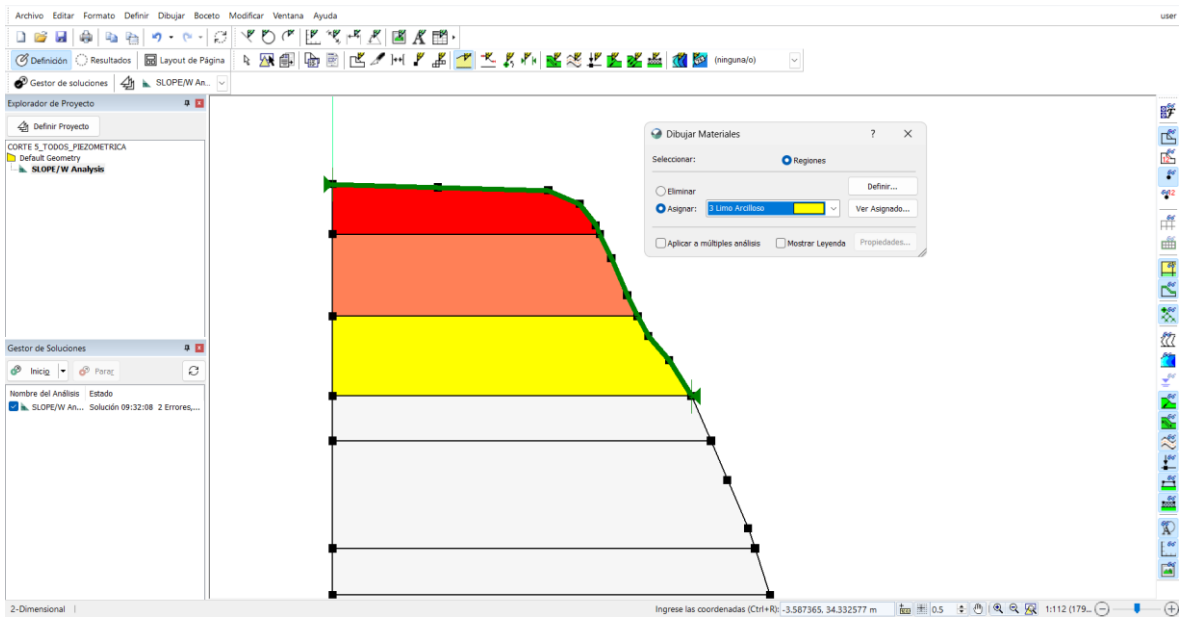 Archivo Editar Formato Definir Dibujar Boceto Modificar Ventana Ayuda user
Definición Resultados Layout de Página (ninguna/o)
Gestor de soluciones SLOPE/W An...
Explorador de Proyecto
Definir Proyecto
CORTE 5_TODOS_PIEZOMETRICA
Default Geometry
SLOPE/W Analysis
Dibujar Materiales ? ×
Seleccionar: Regiones
Eliminar Definir...
Asignar: 3 Limo Arcilloso Ver Asignado...
Aplicar a múltiples análisis Mostrar Leyenda Propiedades...
Gestor de Soluciones
Inicio Parar
Nombre del Análisis Estado
SLOPE/W An... Solución 09:32:08 2 Errores,...
2-Dimensional Ingrese las coordenadas (Ctrl+R): -3.587365, 34.332577 m 0.5 1:112 (179...